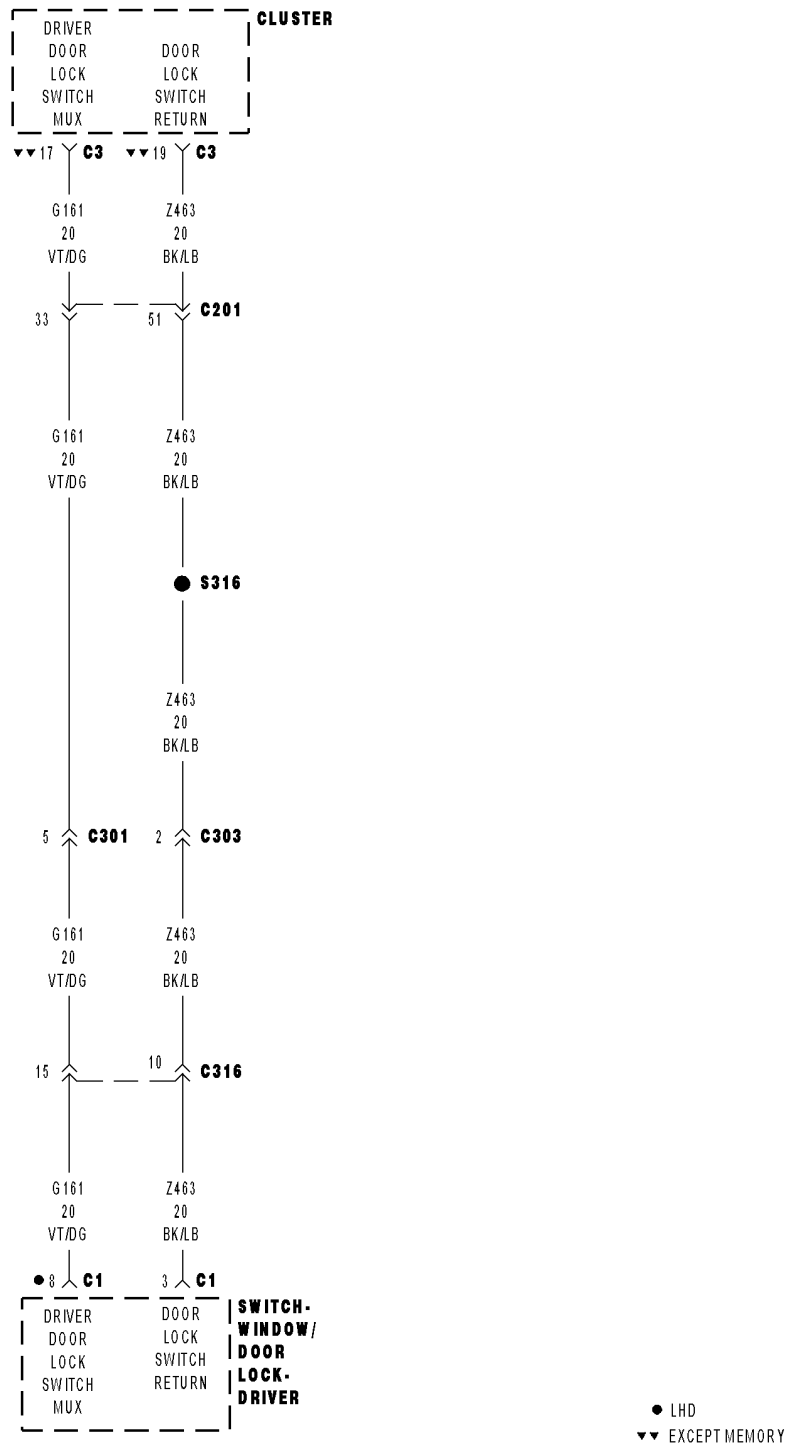 CLUSTER
DRIVER
DOOR
LOCK
SWITCH
MUX
DOOR
LOCK
SWITCH
RETURN
▼▼ 17 C3
▼▼ 19 C3
G161
20
VT/DG
Z463
20
BK/LB
33
51
C201
G161
20
VT/DG
Z463
20
BK/LB
S316
Z463
20
BK/LB
5 C301
2 C303
G161
20
VT/DG
Z463
20
BK/LB
15
10
C316
G161
20
VT/DG
Z463
20
BK/LB
● 8 C1
3 C1
DRIVER
DOOR
LOCK
SWITCH
MUX
DOOR
LOCK
SWITCH
RETURN
SWITCH-
WINDOW/
DOOR
LOCK-
DRIVER
● LHD
▼▼ EXCEPT MEMORY